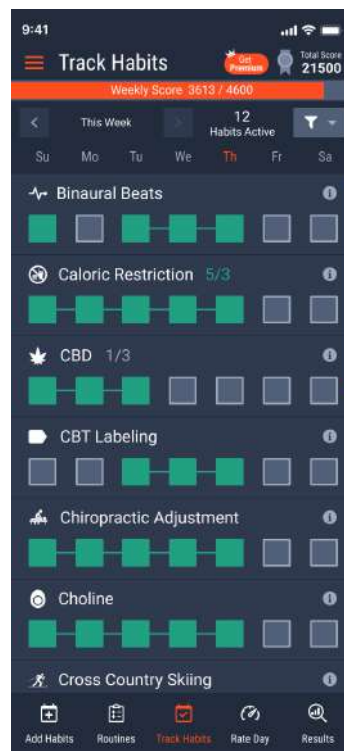 9:41
Track Habits
Get Premium
Total Score
21500
Weekly Score 3613 / 4600
This Week
12
Habits Active
Su Mo Tu We Th Fr Sa
Binaural Beats
Caloric Restriction 5/3
CBD 1/3
CBT Labeling
Chiropractic Adjustment
Choline
Cross Country Skiing
Add Habits Routines Track Habits Rate Day Results